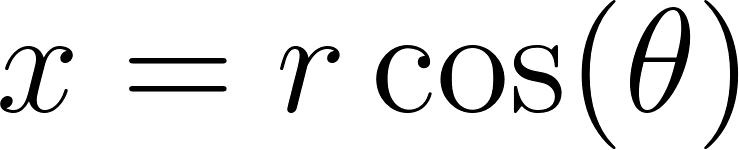 x = r cos(θ)